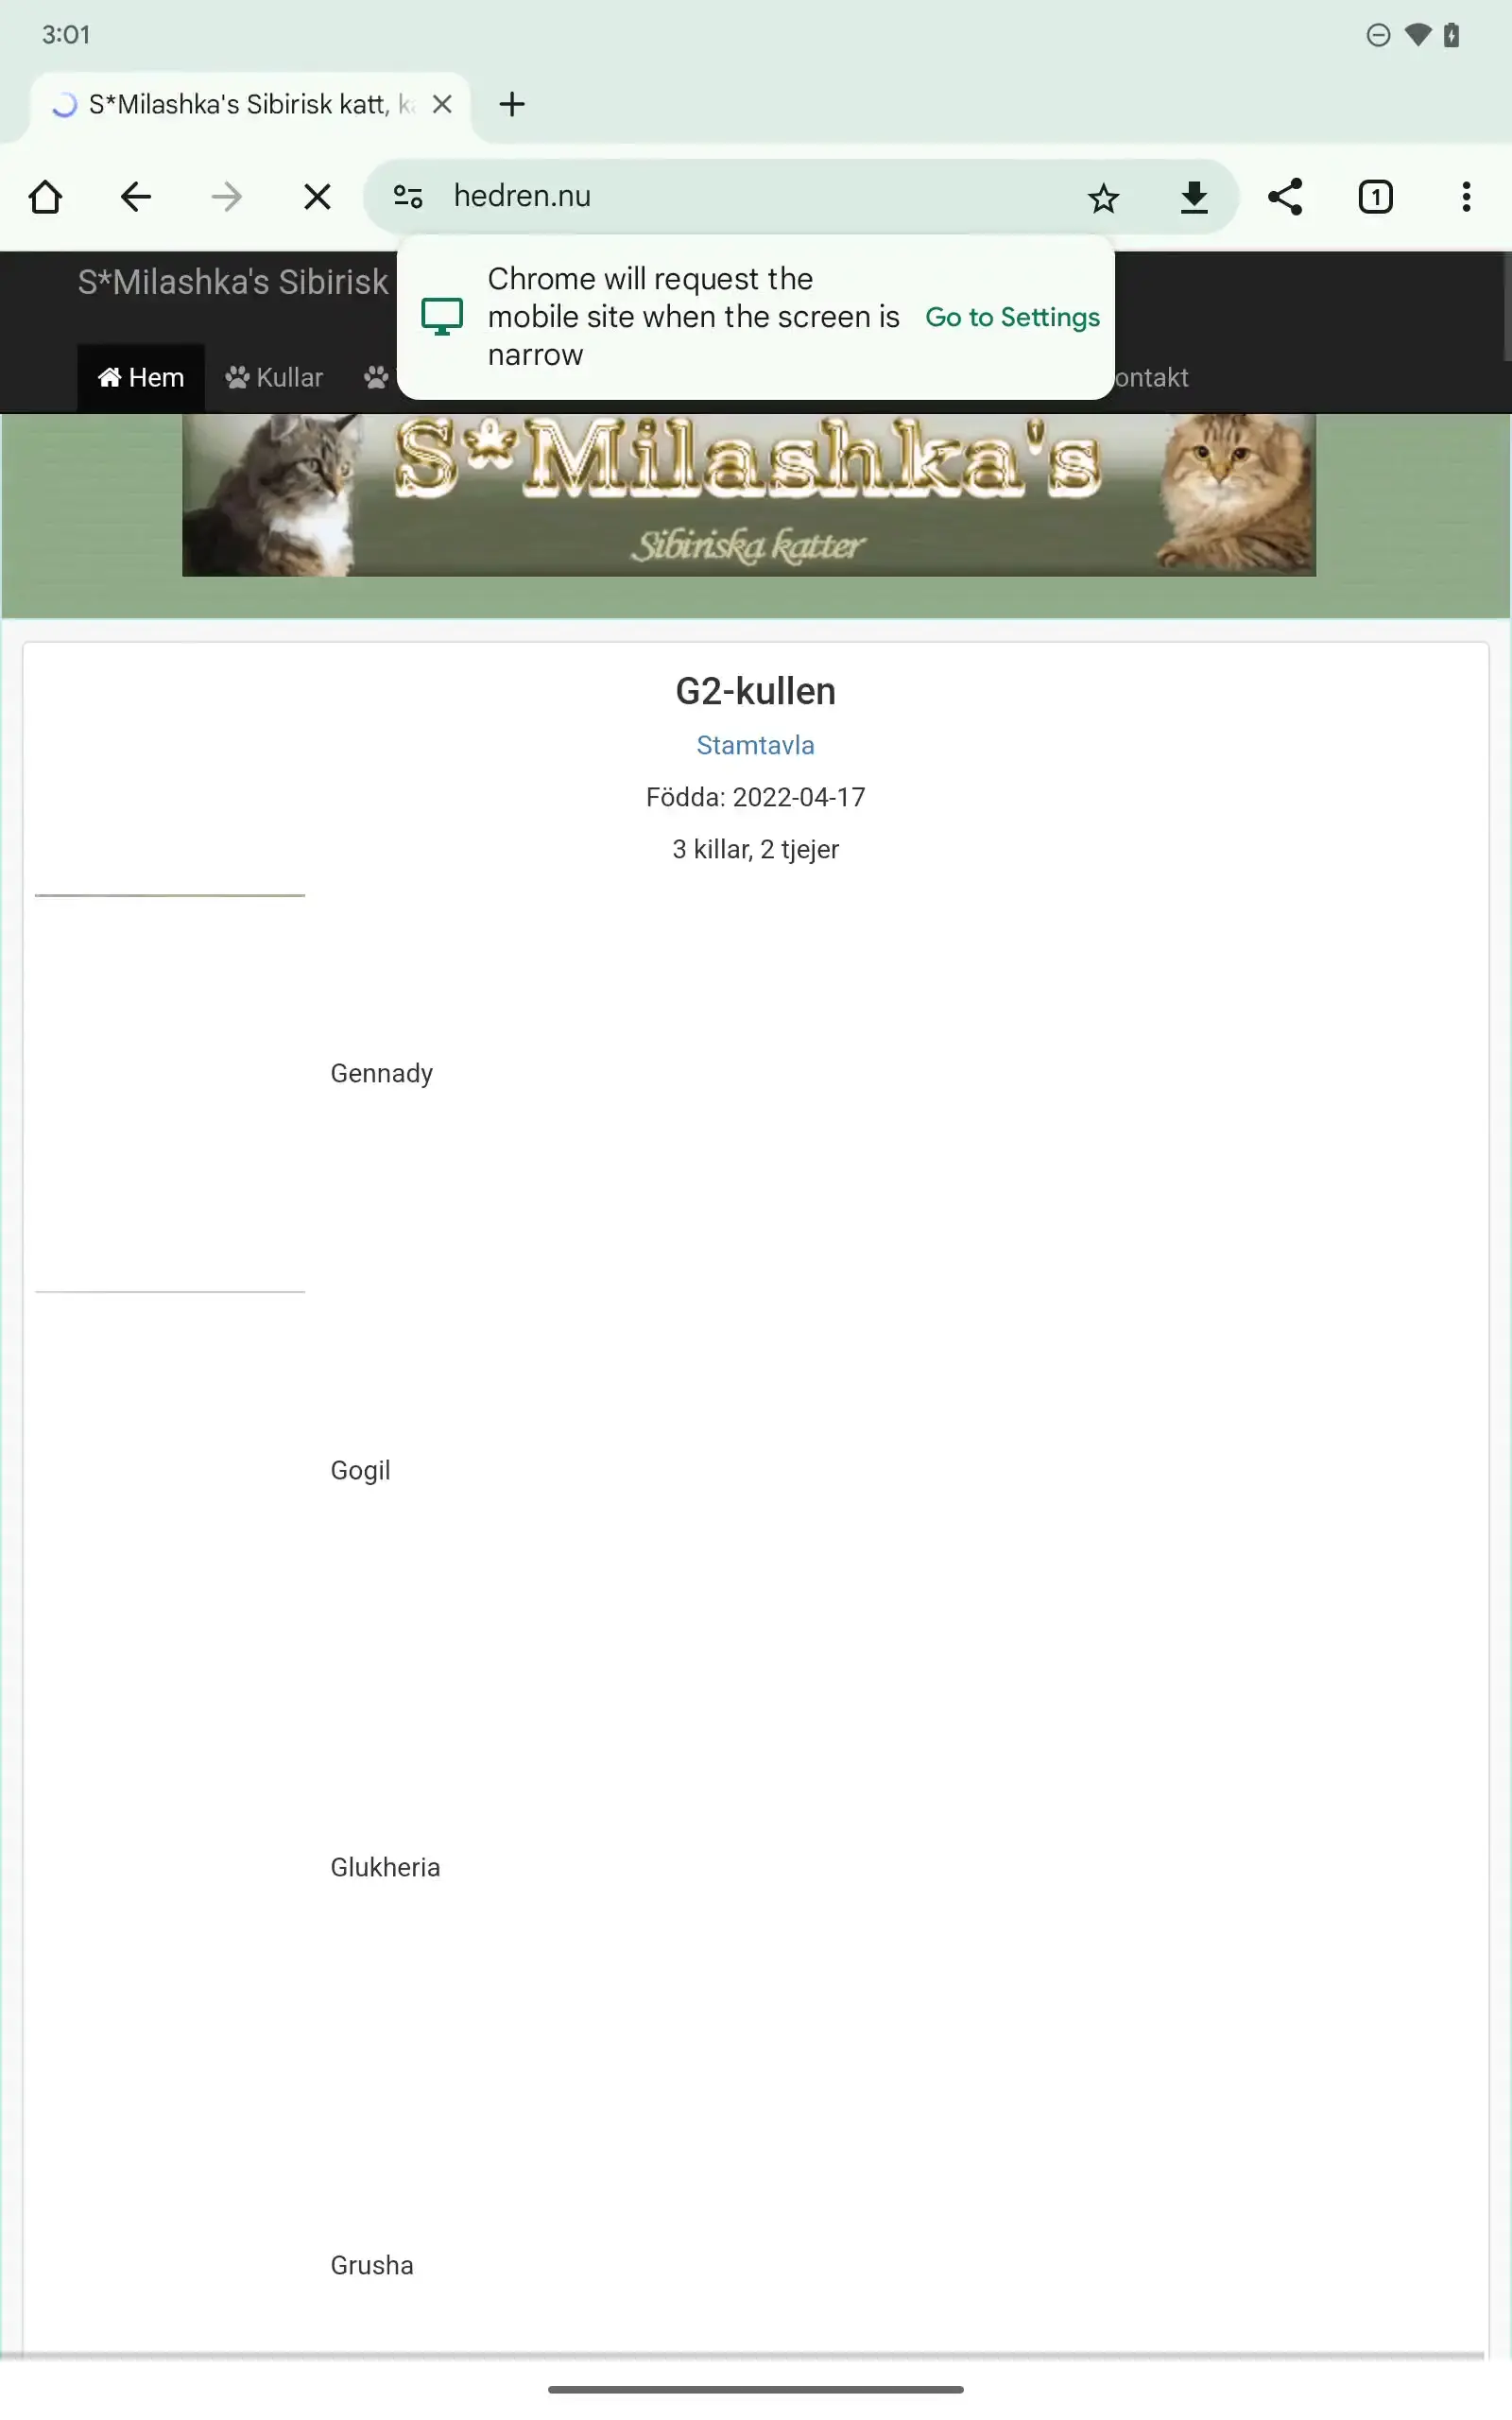 3:01
S*Milashka's Sibirisk katt,
hedren.nu
1
S*Milashka's Sibirisk
Chrome will request the
mobile site when the screen is
narrow
Go to Settings
Hem
Kullar
ontakt
S*Milashka's
Sibiriska katter
G2-kullen
Stamtavla
Födda: 2022-04-17
3 killar, 2 tjejer
Gennady
Gogil
Glukheria
Grusha